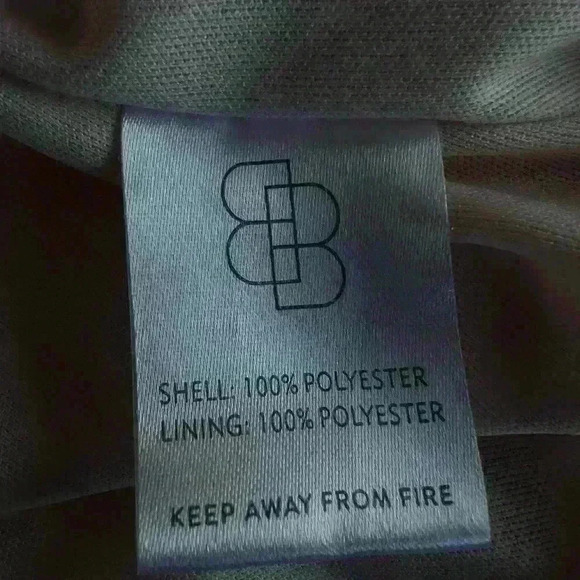 SHELL: 100% POLYESTER
LINING: 100% POLYESTER
KEEP AWAY FROM FIRE